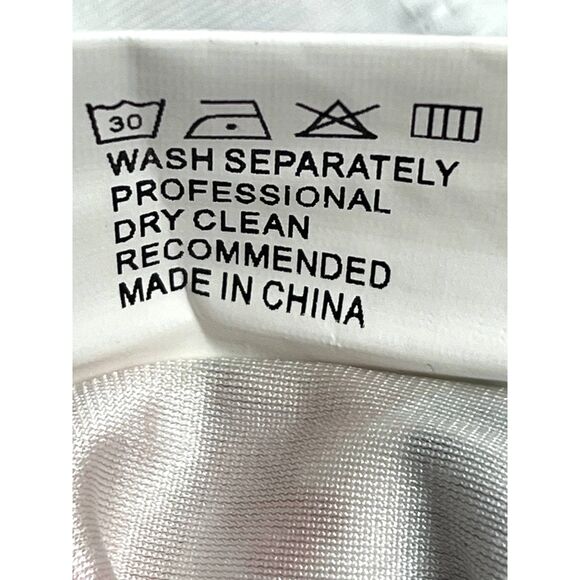 30
WASH SEPARATELY
PROFESSIONAL
DRY CLEAN
RECOMMENDED
MADE IN CHINA